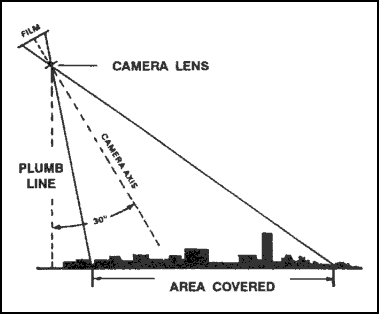 FILM
CAMERA LENS
CAMERA AXIS
PLUMB
LINE
30°
AREA COVERED